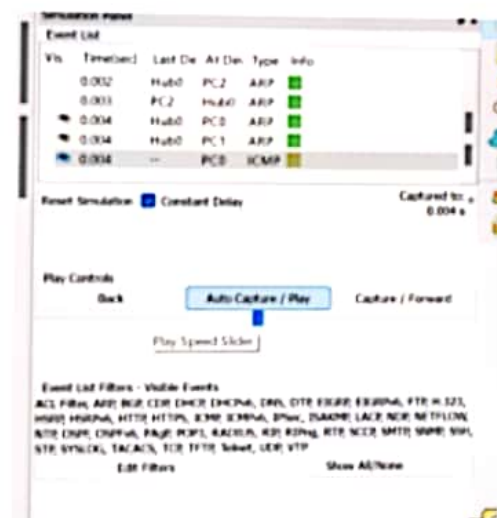 Simulation Panel
Event List
Vis. Time(sec) Last De At Dev Type Info
0.002 Hub0 PC2 ARP
0.003 PC2 Hub0 ARP
0.004 Hub0 PC0 ARP
0.004 Hub0 PC1 ARP
0.004 -- PC0 ICMP
Reset Simulation Constant Delay Captured to:
0.004 s
Play Controls
Back Auto Capture / Play Capture / Forward
Play Speed Slider
Event List Filters - Visible Events
ACL Filter, ARP, BGP, CDP, DHCP, DHCPv6, DNS, DTP, EIGRP, EIGRPv6, FTP, H.323,
HSRP, HSRPv6, HTTP, HTTPS, ICMP, ICMPv6, IPSec, ISAKMP, LACP, NDP, NETFLOW,
NTP, OSPF, OSPFv6, PAgP, POP3, RADIUS, RIP, RIPng, RTP, SCCP, SMTP, SNMP, SSH,
STP, SYSLOG, TACACS, TCP, TFTP, Telnet, UDP, VTP
Edit Filters Show All/None